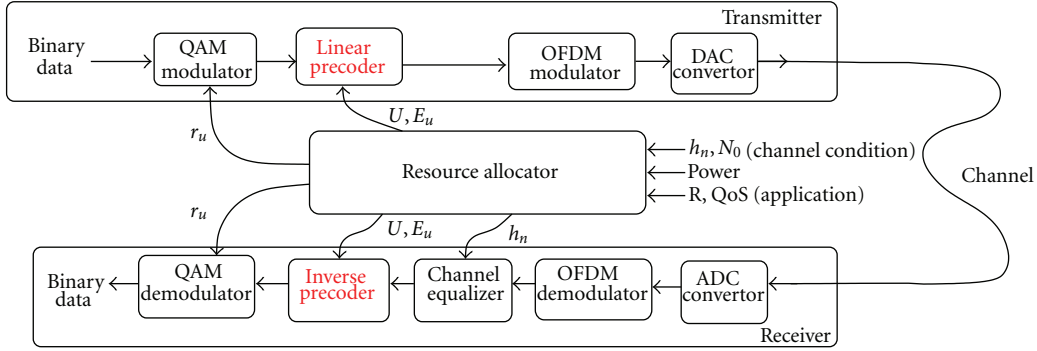 Transmitter
Binary
data
QAM
modulator
Linear
precoder
OFDM
modulator
DAC
convertor
r_u
U, E_u
Resource allocator
h_n, N_0 (channel condition)
Power
R, QoS (application)
Channel
r_u
U, E_u
h_n
Binary
data
QAM
demodulator
Inverse
precoder
Channel
equalizer
OFDM
demodulator
ADC
convertor
Receiver